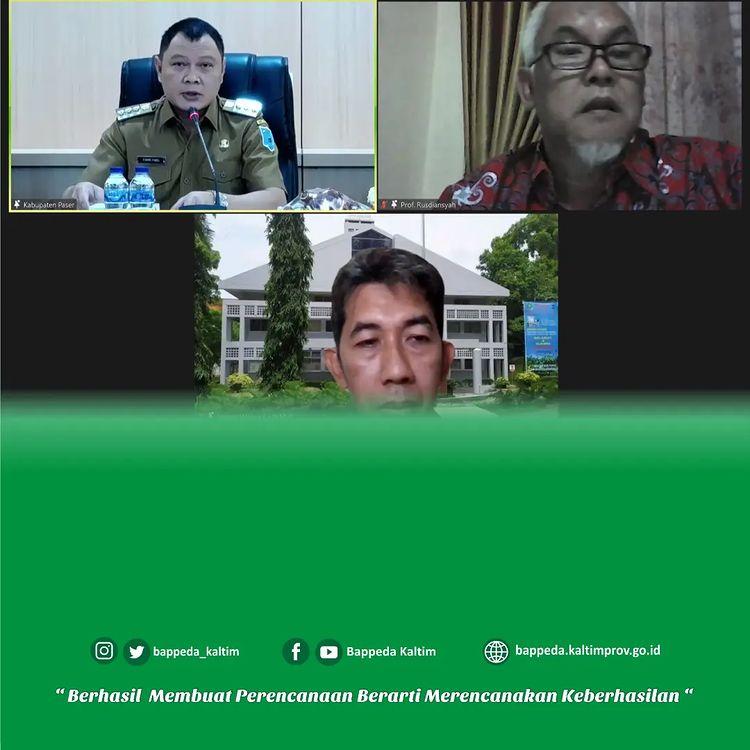 Kabupaten Paser
Prof. Rusdiansyah
bappeda_kaltim
Bappeda Kaltim
bappeda.kaltimprov.go.id
“ Berhasil Membuat Perencanaan Berarti Merencanakan Keberhasilan “